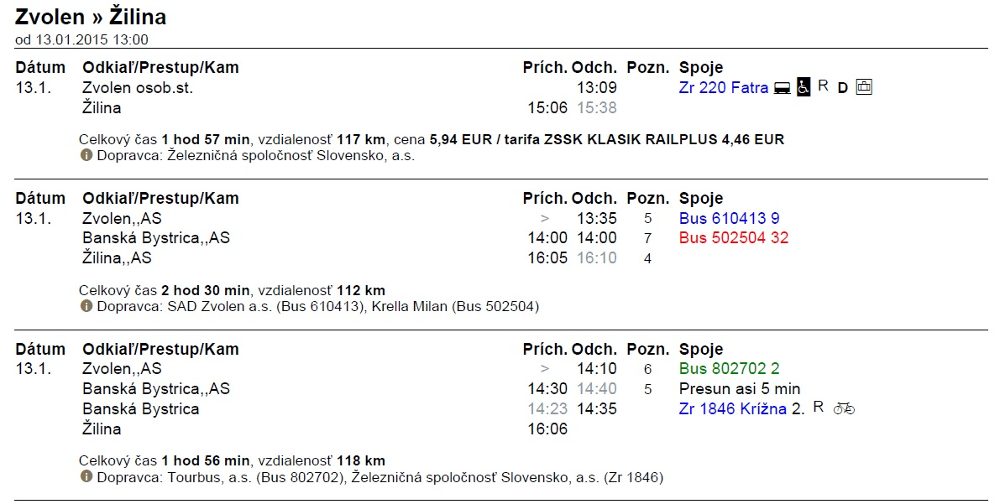 Zvolen » Žilina
od 13.01.2015 13:00
Dátum Odkiaľ/Prestup/Kam Prích. Odch. Pozn. Spoje
13.1. Zvolen osob.st. 13:09 Zr 220 Fatra R D
Žilina 15:06 15:38
Celkový čas 1 hod 57 min, vzdialenosť 117 km, cena 5,94 EUR / tarifa ZSSK KLASIK RAILPLUS 4,46 EUR
i Dopravca: Železničná spoločnosť Slovensko, a.s.
Dátum Odkiaľ/Prestup/Kam Prích. Odch. Pozn. Spoje
13.1. Zvolen,,AS > 13:35 5 Bus 610413 9
Banská Bystrica,,AS 14:00 14:00 7 Bus 502504 32
Žilina,,AS 16:05 16:10 4
Celkový čas 2 hod 30 min, vzdialenosť 112 km
i Dopravca: SAD Zvolen a.s. (Bus 610413), Krella Milan (Bus 502504)
Dátum Odkiaľ/Prestup/Kam Prích. Odch. Pozn. Spoje
13.1. Zvolen,,AS > 14:10 6 Bus 802702 2
Banská Bystrica,,AS 14:30 14:40 5 Presun asi 5 min
Banská Bystrica 14:23 14:35 Zr 1846 Krížna 2. R
Žilina 16:06
Celkový čas 1 hod 56 min, vzdialenosť 118 km
i Dopravca: Tourbus, a.s. (Bus 802702), Železničná spoločnosť Slovensko, a.s. (Zr 1846)